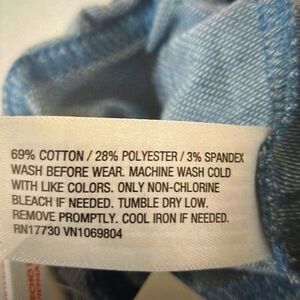 69% COTTON / 28% POLYESTER / 3% SPANDEX
WASH BEFORE WEAR. MACHINE WASH COLD
WITH LIKE COLORS. ONLY NON-CHLORINE
BLEACH IF NEEDED. TUMBLE DRY LOW.
REMOVE PROMPTLY. COOL IRON IF NEEDED.
RN17730 VN1069804